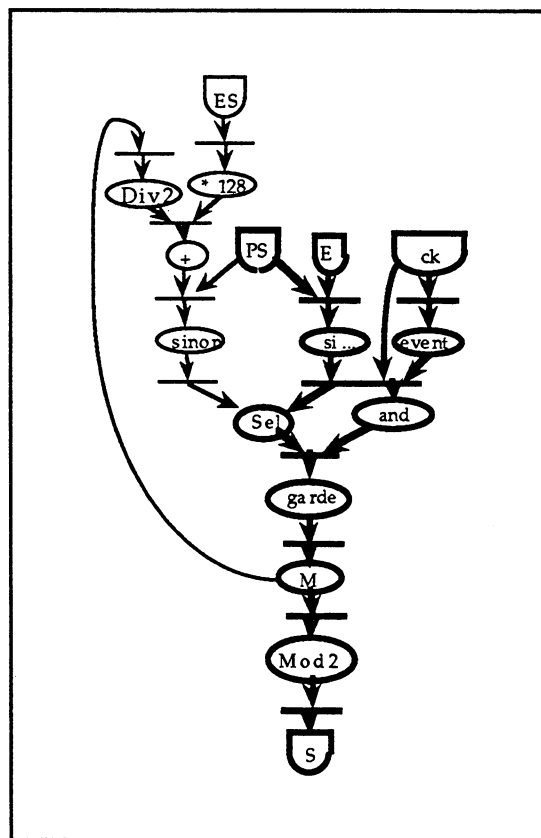 ES
Div2
* 128
+
PS
E
ck
sinon
si ...
event
Sel
and
garde
M
Mod2
S